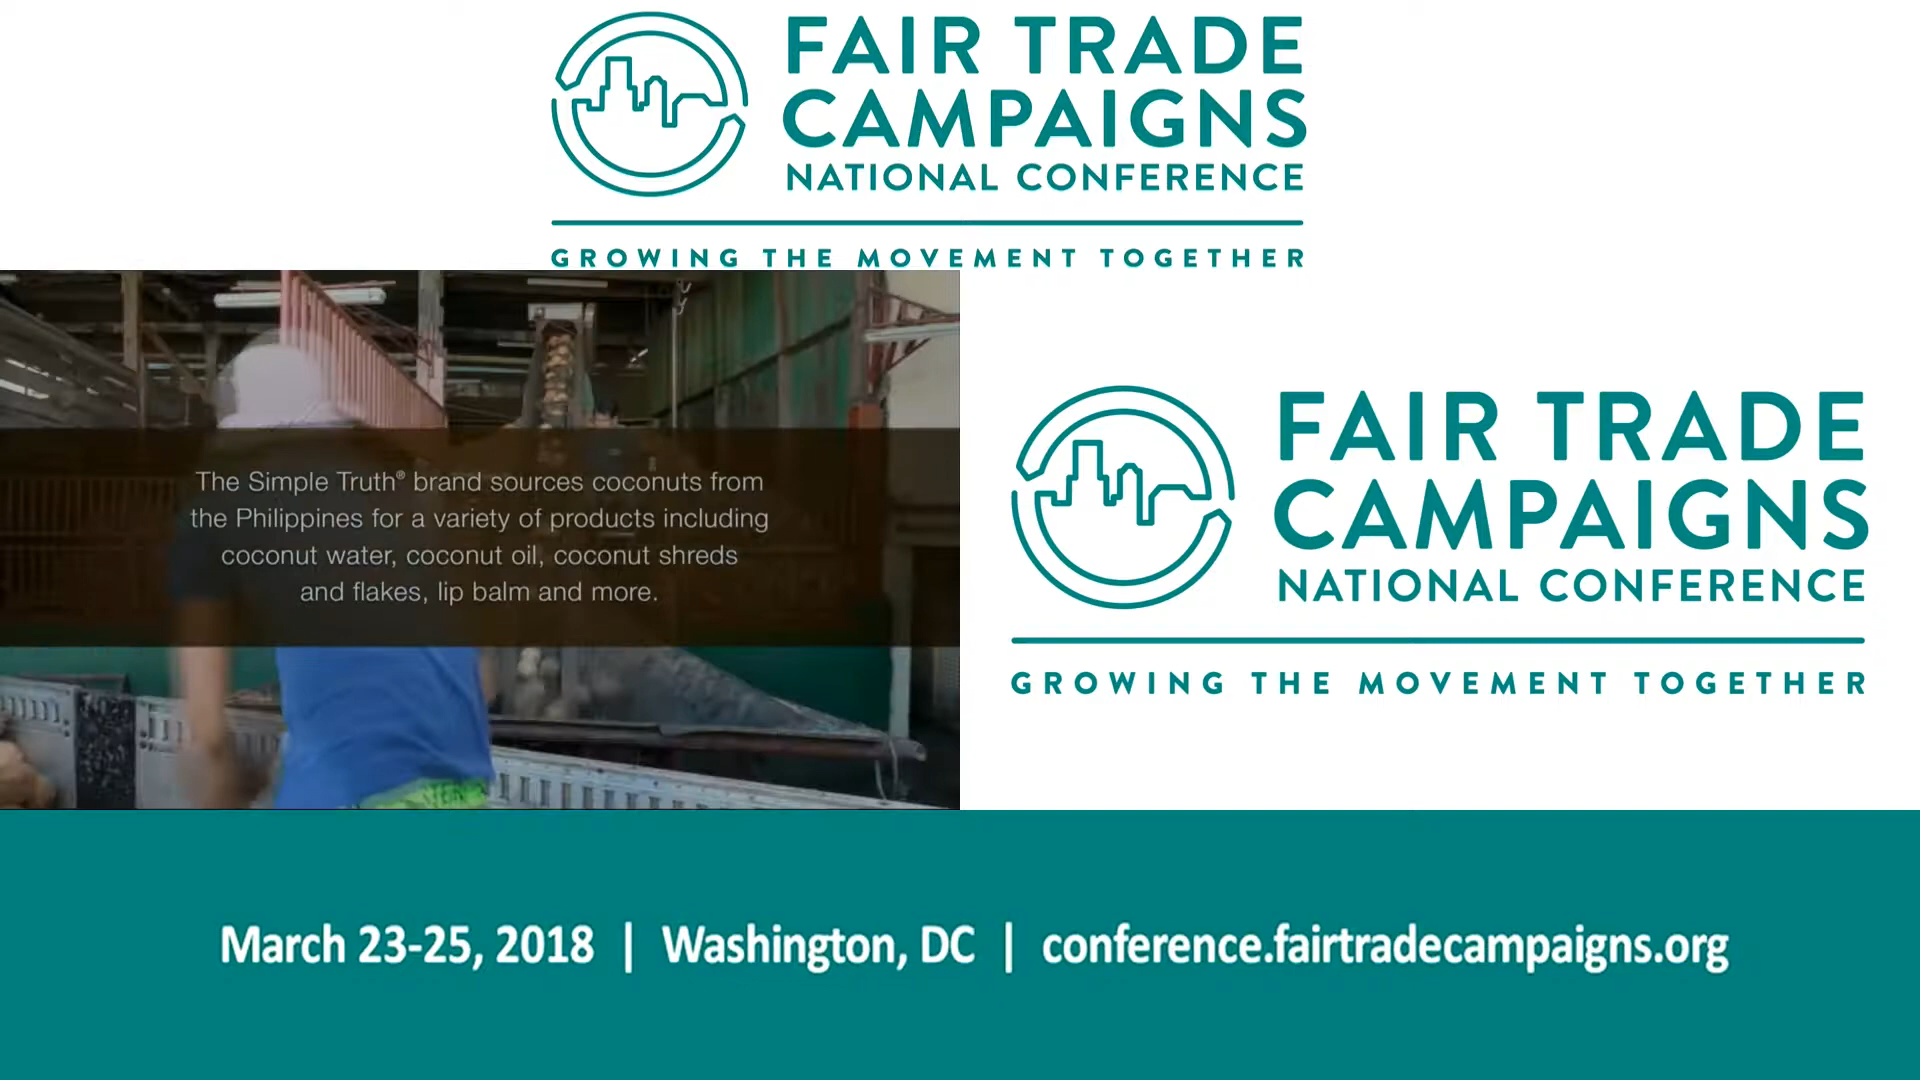 FAIR TRADE
CAMPAIGNS
NATIONAL CONFERENCE
GROWING THE MOVEMENT TOGETHER
The Simple Truth® brand sources coconuts from
the Philippines for a variety of products including
coconut water, coconut oil, coconut shreds
and flakes, lip balm and more.
FAIR TRADE
CAMPAIGNS
NATIONAL CONFERENCE
GROWING THE MOVEMENT TOGETHER
March 23-25, 2018 | Washington, DC | conference.fairtradecampaigns.org